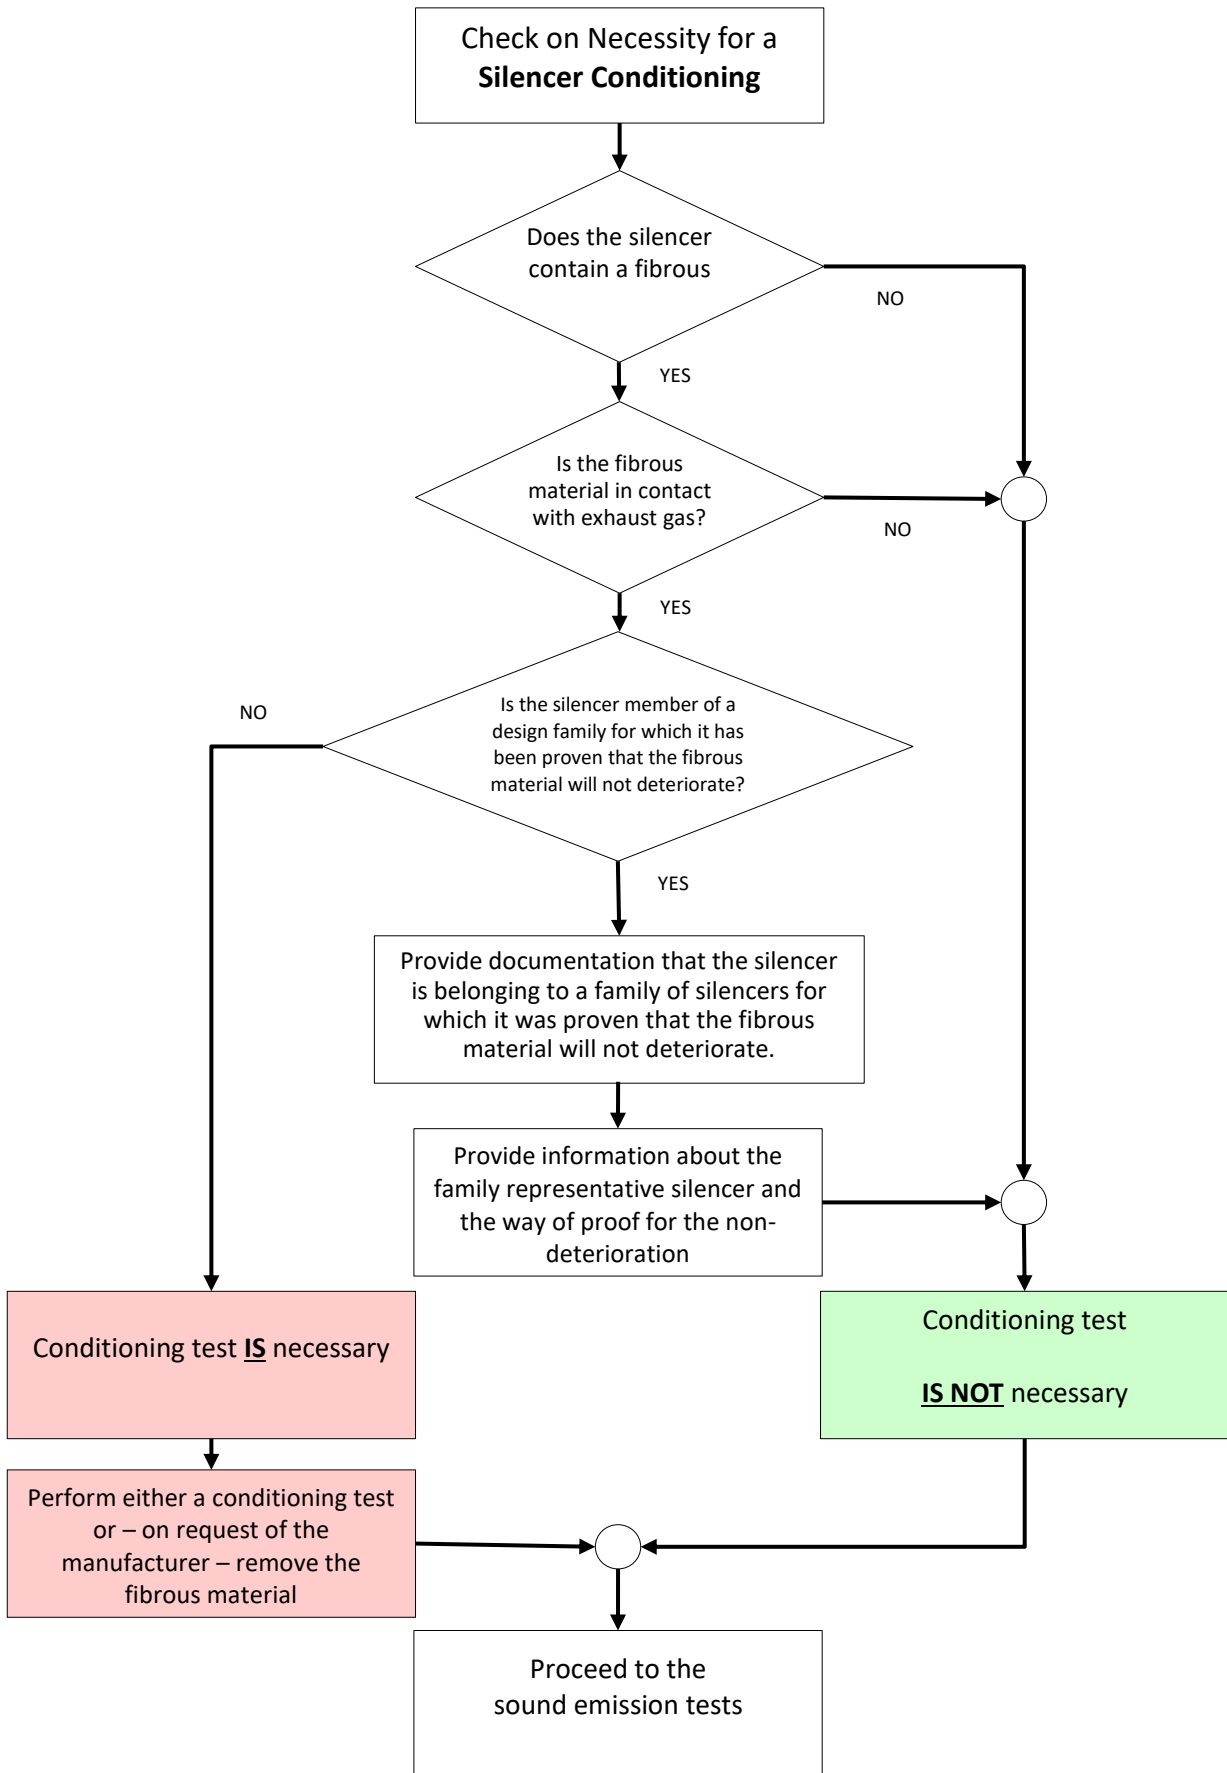 Check on Necessity for a
Silencer Conditioning
Does the silencer
contain a fibrous
NO
YES
Is the fibrous
material in contact
with exhaust gas?
NO
YES
Is the silencer member of a
design family for which it has
been proven that the fibrous
material will not deteriorate?
NO
YES
Provide documentation that the silencer
is belonging to a family of silencers for
which it was proven that the fibrous
material will not deteriorate.
Provide information about the
family representative silencer and
the way of proof for the non-
deterioration
Conditioning test IS necessary
Conditioning test
IS NOT necessary
Perform either a conditioning test
or – on request of the
manufacturer – remove the
fibrous material
Proceed to the
sound emission tests